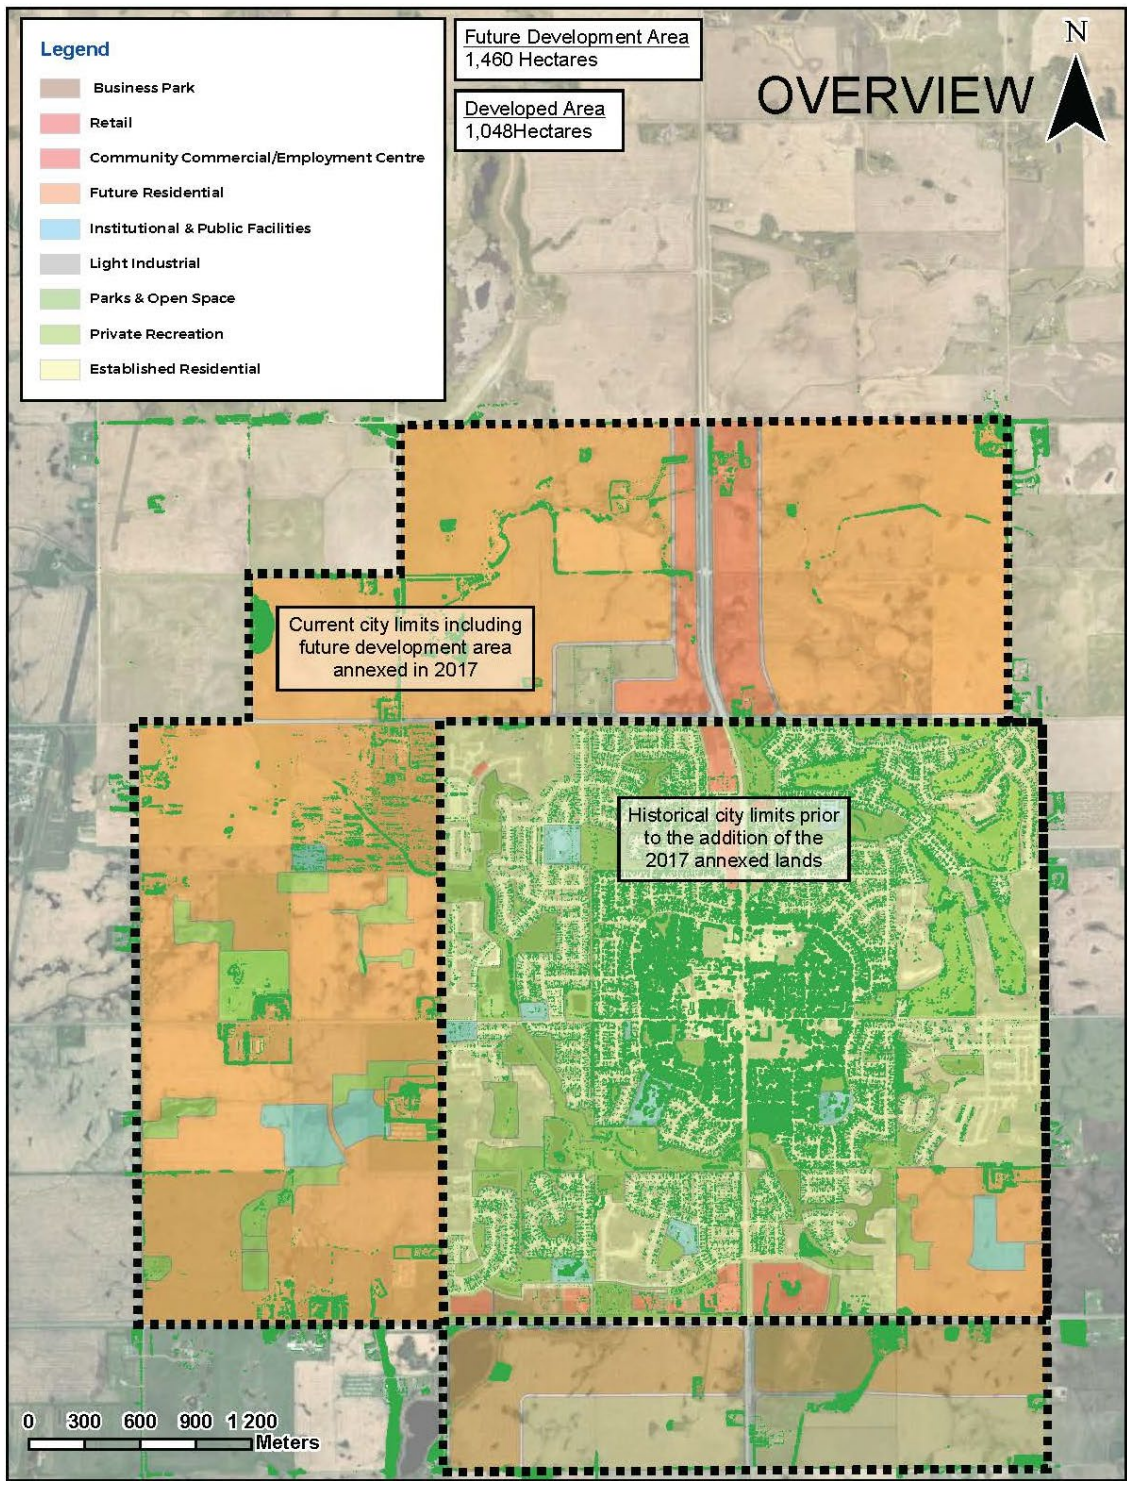 Legend
Business Park
Retail
Community Commercial/Employment Centre
Future Residential
Institutional & Public Facilities
Light Industrial
Parks & Open Space
Private Recreation
Established Residential
Future Development Area
1,460 Hectares
Developed Area
1,048Hectares
OVERVIEW
N
Current city limits including
future development area
annexed in 2017
Historical city limits prior
to the addition of the
2017 annexed lands
0 300 600 900 1 200
Meters